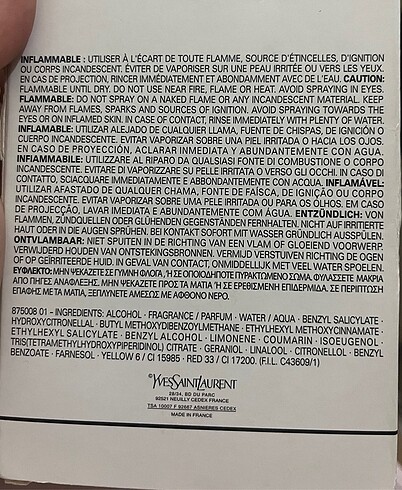 INFLAMMABLE : UTILISER À L'ÉCART DE TOUTE FLAMME, SOURCE D'ÉTINCELLES, D'IGNITION
OU CORPS INCANDESCENT. ÉVITER DE VAPORISER SUR UNE PEAU IRRITÉE OU VERS LES YEUX.
EN CAS DE PROJECTION, RINCER IMMÉDIATEMENT ET ABONDAMMENT AVEC DE L'EAU. CAUTION:
FLAMMABLE UNTIL DRY. DO NOT USE NEAR FIRE, FLAME OR HEAT. AVOID SPRAYING IN EYES.
FLAMMABLE: DO NOT SPRAY ON A NAKED FLAME OR ANY INCANDESCENT MATERIAL. KEEP
AWAY FROM FLAMES, SPARKS AND SOURCES OF IGNITION. AVOID SPRAYING TOWARDS THE
EYES OR ON INFLAMED SKIN. IN CASE OF CONTACT, RINSE IMMEDIATELY WITH PLENTY OF WATER.
INFLAMABLE: UTILIZAR ALEJADO DE CUALQUIER LLAMA, FUENTE DE CHISPAS, DE IGNICIÓN O
CUERPO INCANDESCENTE. EVITAR VAPORIZAR SOBRE UNA PIEL IRRITADA O HACIA LOS OJOS.
EN CASO DE PROYECCIÓN, ACLARAR INMEDIATA Y ABUNDANTEMENTE CON AGUA.
INFIAMMABILE: UTILIZZARE AL RIPARO DA QUALSIASI FONTE DI COMBUSTIONE O CORPO
INCANDESCENTE. EVITARE DI VAPORIZZARE SU PELLE IRRITATA O VERSO GLI OCCHI. IN CASO DI
CONTATTO, SCIACQUARE IMMEDIATAMENTE E ABBONDANTEMENTE CON ACQUA. INFLAMÁVEL:
UTILIZAR AFASTADO DE QUALQUER CHAMA, FONTE DE FAÍSCA, DE IGNIÇÃO OU CORPO
INCANDESCENTE. EVITAR VAPORIZAR SOBRE UMA PELE IRRITADA OU PARA OS OLHOS. EM CASO
DE PROJECÇÃO, LAVAR IMEDIATA E ABUNDANTEMENTE COM ÁGUA. ENTZÜNDLICH: VON
FLAMMEN, ZÜNDQUELLEN ODER GLÜHENDEN GEGENSTÄNDEN FERNHALTEN. NICHT AUF IRRITIERTE
HAUT ODER IN DIE AUGEN SPRÜHEN. BEI KONTAKT SOFORT MIT WASSER GRÜNDLICH AUSSPÜLEN.
ONTVLAMBAAR: NIET SPUITEN IN DE RICHTING VAN EEN VLAM OF GLOEIEND VOORWERP.
VERWIJDERD HOUDEN VAN ONTSTEKINGSBRONNEN. VERMIJD VERSTUIVEN RICHTING DE OGEN
OF OP GEÏRRITEERDE HUID. IN GEVAL VAN CONTACT, ONMIDDELLIJK MET VEEL WATER SPOELEN.
ΕΥΦΛΕΚΤΟ: ΜΗΝ ΨΕΚΑΖΕΤΕ ΣΕ ΓΥΜΝΗ ΦΛΟΓΑ, Ή ΣΕ ΟΠΟΙΟΔΗΠΟΤΕ ΠΥΡΑΚΤΩΜΕΝΟ ΣΩΜΑ. ΦΥΛΑΣΣΕΤΕ ΜΑΚΡΙΑ
ΑΠΟ ΠΗΓΕΣ ΑΝΑΦΛΕΞΗΣ. ΜΗΝ ΨΕΚΑΖΕΤΕ ΠΡΟΣ ΤΑ ΜΑΤΙΑ Ή ΣΕ ΕΡΕΘΙΣΜΕΝΗ ΕΠΙΔΕΡΜΙΔΑ. ΣΕ ΠΕΡΙΠΤΩΣΗ
ΕΠΑΦΗΣ ΜΕ ΤΑ ΜΑΤΙΑ, ΞΕΠΛΥΝΕΤΕ ΑΜΕΣΩΣ ΜΕ ΑΦΘΟΝΟ ΝΕΡΟ.
875008 01 - INGREDIENTS: ALCOHOL - FRAGRANCE / PARFUM - WATER / AQUA - BENZYL SALICYLATE -
HYDROXYCITRONELLAL - BUTYL METHOXYDIBENZOYLMETHANE - ETHYLHEXYL METHOXYCINNAMATE -
ETHYLHEXYL SALICYLATE - BENZYL ALCOHOL - LIMONENE - COUMARIN - ISOEUGENOL -
TRIS(TETRAMETHYLHYDROXYPIPERIDINOL) CITRATE - GERANIOL - LINALOOL - CITRONELLOL - BENZYL
BENZOATE - FARNESOL - YELLOW 6 / CI 15985 - RED 33 / CI 17200. (F.I.L. C43609/1)
©YVESSAINTLAURENT
28/34, BD DU PARC
92521 NEUILLY CEDEX FRANCE
TSA 10007 F 92687 ASNIERES CEDEX
MADE IN FRANCE